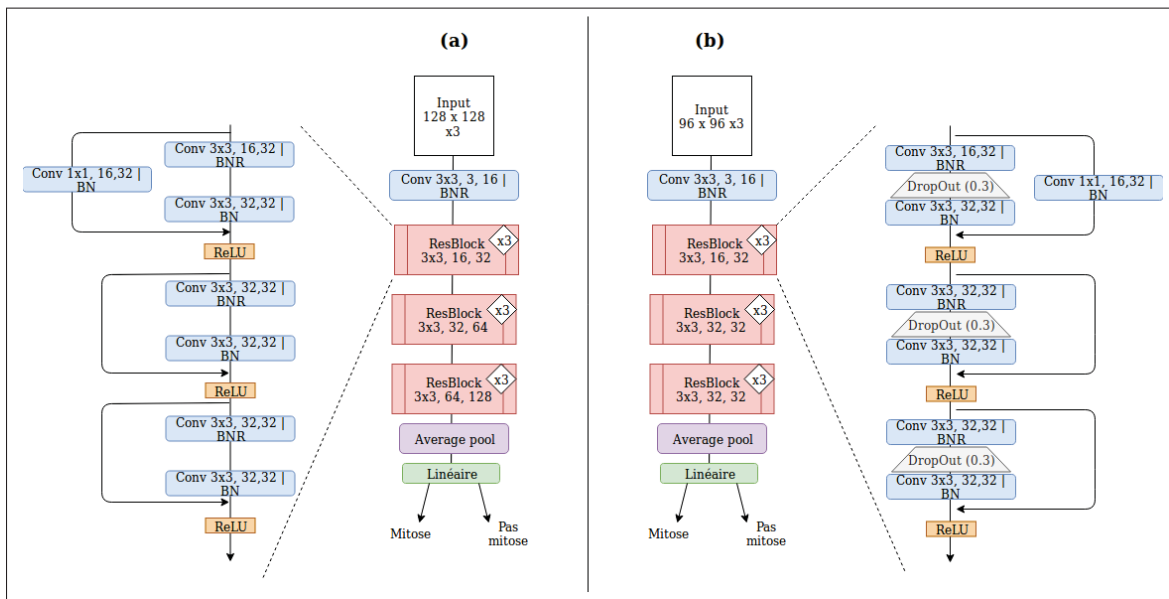 (a)
Input
128 x 128
x3
Conv 3x3, 3, 16 |
BNR
ResBlock
3x3, 16, 32
x3
ResBlock
3x3, 32, 64
x3
ResBlock
3x3, 64, 128
x3
Average pool
Linéaire
Mitose
Pas
mitose
Conv 3x3, 16,32 |
BNR
Conv 1x1, 16,32 |
BN
Conv 3x3, 32,32 |
BN
ReLU
Conv 3x3, 32,32 |
BNR
Conv 3x3, 32,32 |
BN
ReLU
Conv 3x3, 32,32 |
BNR
Conv 3x3, 32,32 |
BN
ReLU
(b)
Input
96 x 96 x3
Conv 3x3, 3, 16 |
BNR
ResBlock
3x3, 16, 32
x3
ResBlock
3x3, 32, 32
x3
ResBlock
3x3, 32, 32
x3
Average pool
Linéaire
Mitose
Pas
mitose
Conv 3x3, 16,32 |
BNR
DropOut (0.3)
Conv 1x1, 16,32 |
BN
Conv 3x3, 32,32 |
BN
ReLU
Conv 3x3, 32,32 |
BNR
DropOut (0.3)
Conv 3x3, 32,32 |
BN
ReLU
Conv 3x3, 32,32 |
BNR
DropOut (0.3)
Conv 3x3, 32,32 |
BN
ReLU